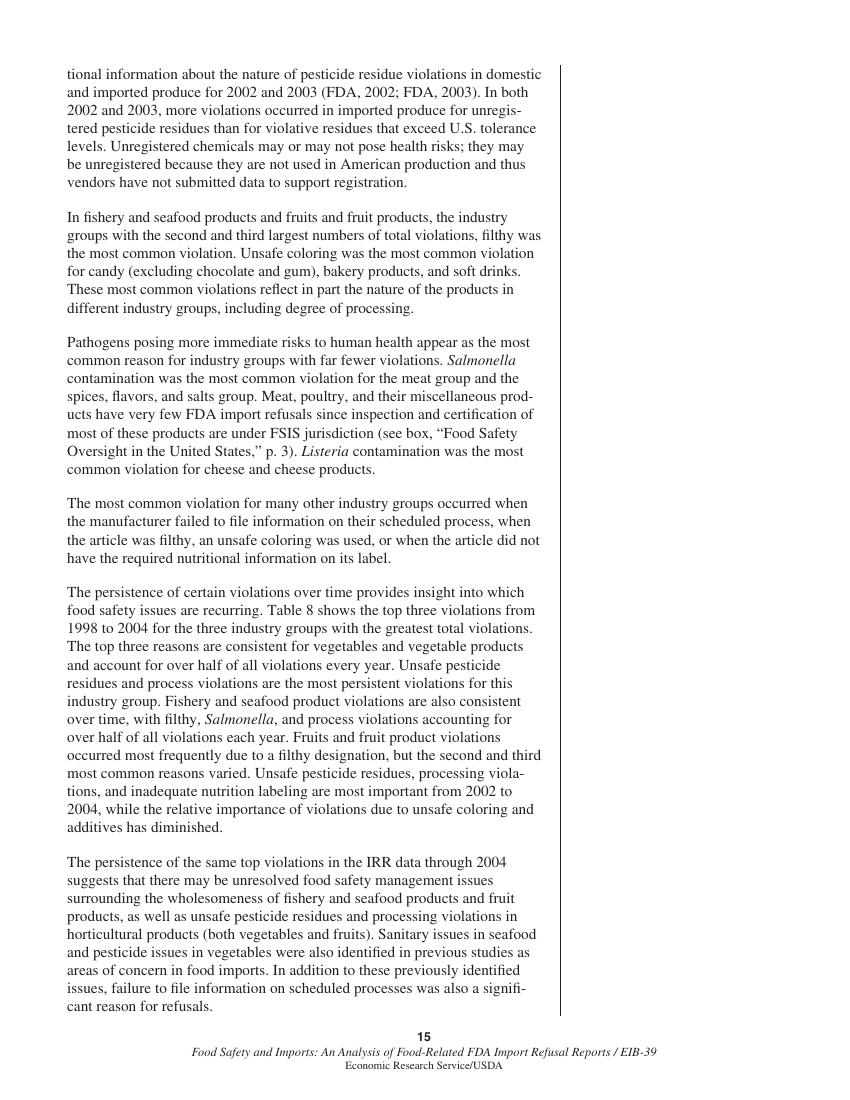 tional information about the nature of pesticide residue violations in domestic
and imported produce for 2002 and 2003 (FDA, 2002; FDA, 2003). In both
2002 and 2003, more violations occurred in imported produce for unregis-
tered pesticide residues than for violative residues that exceed U.S. tolerance
levels. Unregistered chemicals may or may not pose health risks; they may
be unregistered because they are not used in American production and thus
vendors have not submitted data to support registration.
In fishery and seafood products and fruits and fruit products, the industry
groups with the second and third largest numbers of total violations, filthy was
the most common violation. Unsafe coloring was the most common violation
for candy (excluding chocolate and gum), bakery products, and soft drinks.
These most common violations reflect in part the nature of the products in
different industry groups, including degree of processing.
Pathogens posing more immediate risks to human health appear as the most
common reason for industry groups with far fewer violations. Salmonella
contamination was the most common violation for the meat group and the
spices, flavors, and salts group. Meat, poultry, and their miscellaneous prod-
ucts have very few FDA import refusals since inspection and certification of
most of these products are under FSIS jurisdiction (see box, “Food Safety
Oversight in the United States,” p. 3). Listeria contamination was the most
common violation for cheese and cheese products.
The most common violation for many other industry groups occurred when
the manufacturer failed to file information on their scheduled process, when
the article was filthy, an unsafe coloring was used, or when the article did not
have the required nutritional information on its label.
The persistence of certain violations over time provides insight into which
food safety issues are recurring. Table 8 shows the top three violations from
1998 to 2004 for the three industry groups with the greatest total violations.
The top three reasons are consistent for vegetables and vegetable products
and account for over half of all violations every year. Unsafe pesticide
residues and process violations are the most persistent violations for this
industry group. Fishery and seafood product violations are also consistent
over time, with filthy, Salmonella, and process violations accounting for
over half of all violations each year. Fruits and fruit product violations
occurred most frequently due to a filthy designation, but the second and third
most common reasons varied. Unsafe pesticide residues, processing viola-
tions, and inadequate nutrition labeling are most important from 2002 to
2004, while the relative importance of violations due to unsafe coloring and
additives has diminished.
The persistence of the same top violations in the IRR data through 2004
suggests that there may be unresolved food safety management issues
surrounding the wholesomeness of fishery and seafood products and fruit
products, as well as unsafe pesticide residues and processing violations in
horticultural products (both vegetables and fruits). Sanitary issues in seafood
and pesticide issues in vegetables were also identified in previous studies as
areas of concern in food imports. In addition to these previously identified
issues, failure to file information on scheduled processes was also a signifi-
cant reason for refusals.
15
Food Safety and Imports: An Analysis of Food-Related FDA Import Refusal Reports / EIB-39
Economic Research Service/USDA